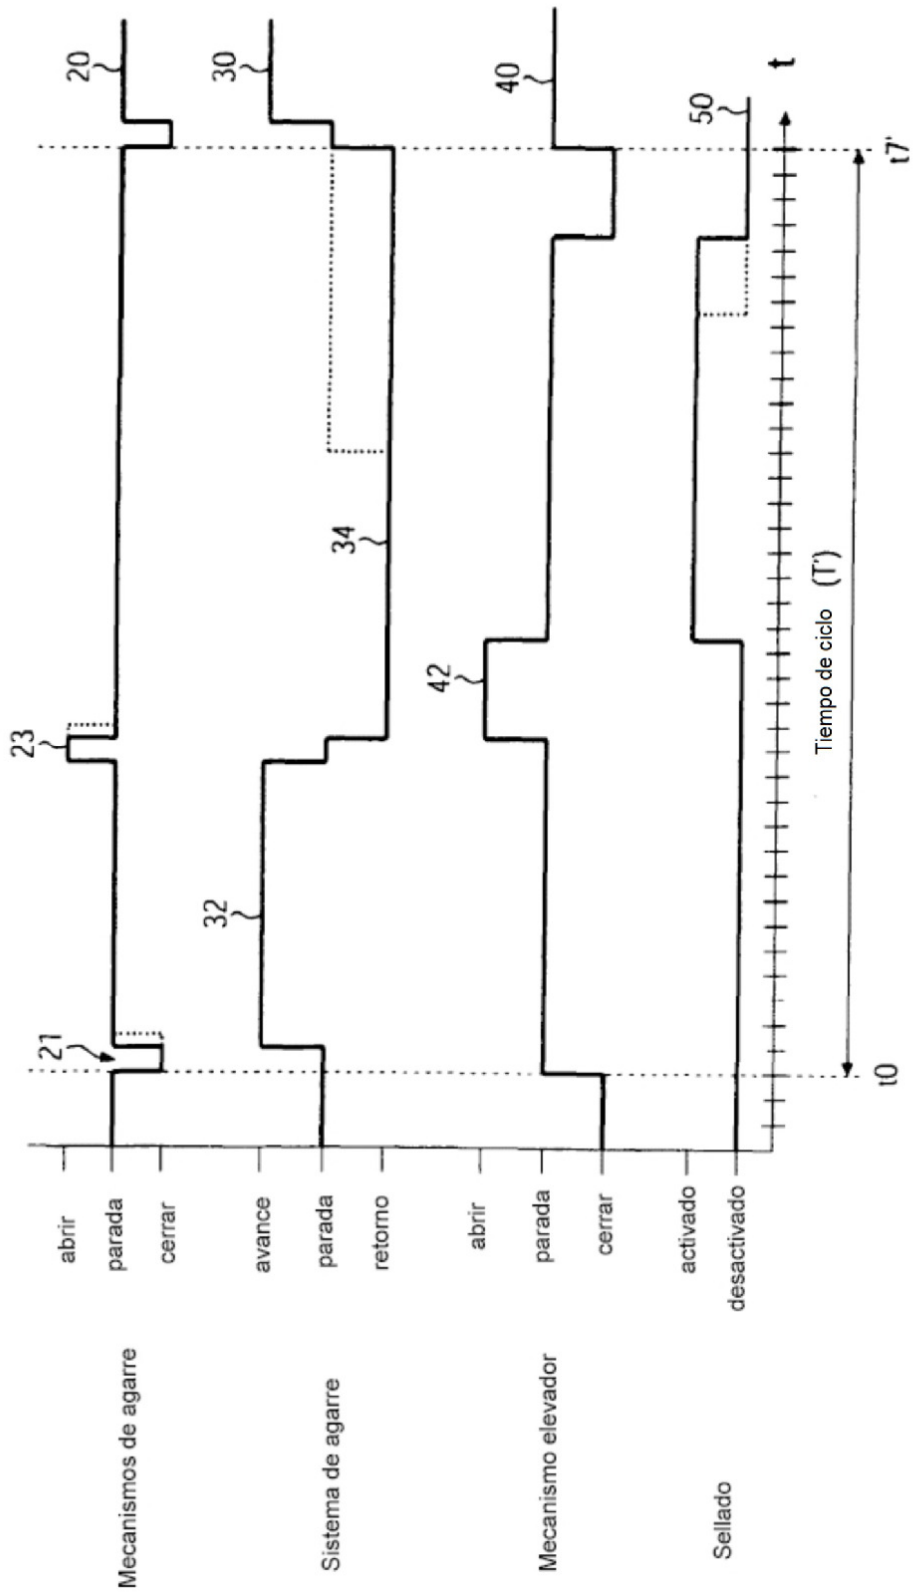 20
30
40
50
t
t7'
23
34
42
32
21
Tiempo de ciclo (T')
t0
abrir
parada
cerrar
avance
parada
retorno
abrir
parada
cerrar
activado
desactivado
Mecanismos de agarre
Sistema de agarre
Mecanismo elevador
Sellado